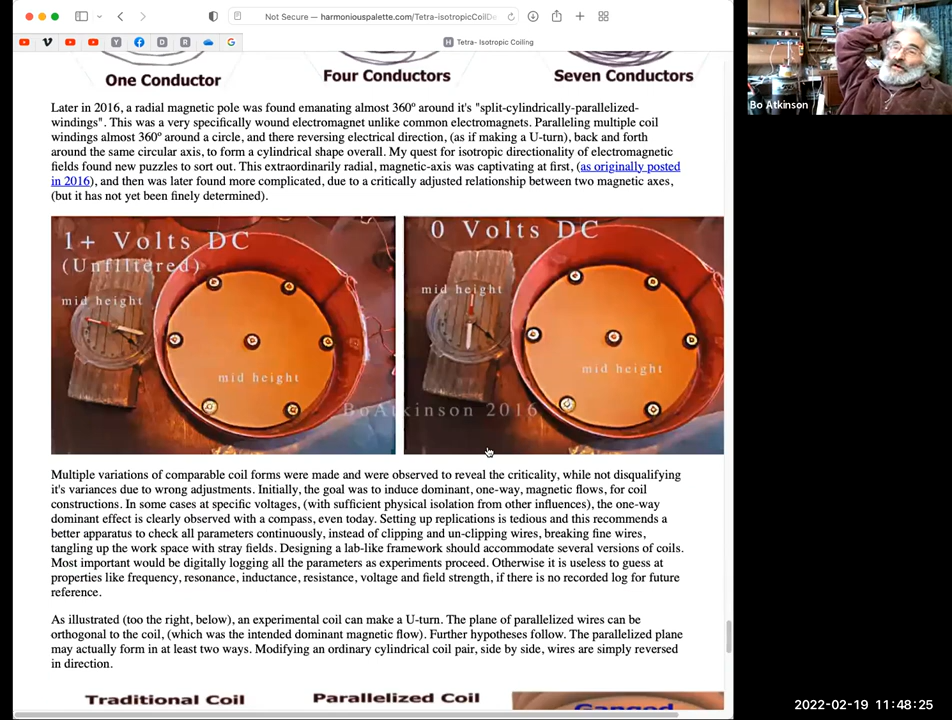 Not Secure — harmoniouspalette.com/Tetra-isotropicCoilDe
Tetra- Isotropic Coiling
One Conductor
Four Conductors
Seven Conductors
Bo Atkinson
Later in 2016, a radial magnetic pole was found emanating almost 360º around it's "split-cylindrically-parallelized-
windings". This was a very specifically wound electromagnet unlike common electromagnets. Paralleling multiple coil
windings almost 360º around a circle, and there reversing electrical direction, (as if making a U-turn), back and forth
around the same circular axis, to form a cylindrical shape overall. My quest for isotropic directionality of electromagnetic
fields found new puzzles to sort out. This extraordinarily radial, magnetic-axis was captivating at first, (as originally posted
in 2016), and then was later found more complicated, due to a critically adjusted relationship between two magnetic axes,
(but it has not yet been finely determined).
1+ Volts DC
(Unfiltered)
mid height
mid height
0 Volts DC
mid height
mid height
BoAtkinson 2016
Multiple variations of comparable coil forms were made and were observed to reveal the criticality, while not disqualifying
it's variances due to wrong adjustments. Initially, the goal was to induce dominant, one-way, magnetic flows, for coil
constructions. In some cases at specific voltages, (with sufficient physical isolation from other influences), the one-way
dominant effect is clearly observed with a compass, even today. Setting up replications is tedious and this recommends a
better apparatus to check all parameters continuously, instead of clipping and un-clipping wires, breaking fine wires,
tangling up the work space with stray fields. Designing a lab-like framework should accommodate several versions of coils.
Most important would be digitally logging all the parameters as experiments proceed. Otherwise it is useless to guess at
properties like frequency, resonance, inductance, resistance, voltage and field strength, if there is no recorded log for future
reference.
As illustrated (too the right, below), an experimental coil can make a U-turn. The plane of parallelized wires can be
orthogonal to the coil, (which was the intended dominant magnetic flow). Further hypotheses follow. The parallelized plane
may actually form in at least two ways. Modifying an ordinary cylindrical coil pair, side by side, wires are simply reversed
in direction.
Traditional Coil
Parallelized Coil
Ganged
2022-02-19 11:48:25